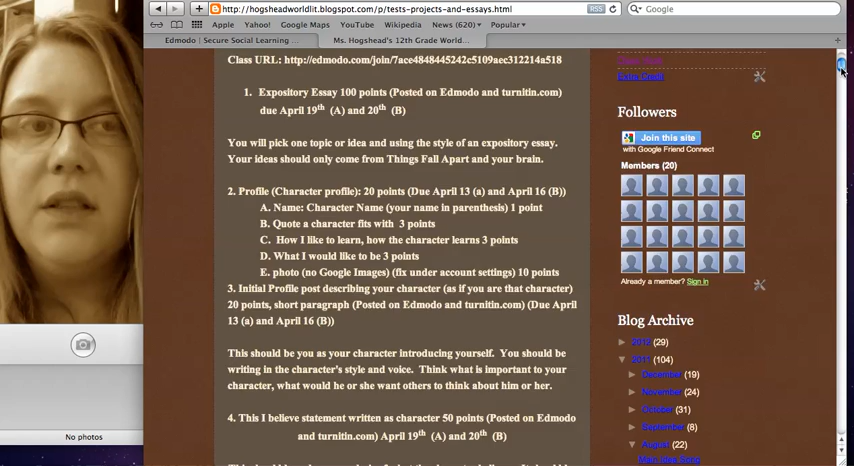 http://hogsheadworldlit.blogspot.com/p/tests-projects-and-essays.html
RSS
Google
Apple Yahoo! Google Maps YouTube Wikipedia News (620) Popular
Edmodo | Secure Social Learning ...
Ms. Hogshead's 12th Grade World...
Class URL: http://edmodo.com/join/7ace4848445242c5109aec312214a518
1. Expository Essay 100 points (Posted on Edmodo and turnitin.com)
due April 19th (A) and 20th (B)
You will pick one topic or idea and using the style of an expository essay.
Your ideas should only come from Things Fall Apart and your brain.
2. Profile (Character profile): 20 points (Due April 13 (a) and April 16 (B))
A. Name: Character Name (your name in parenthesis) 1 point
B. Quote a character fits with 3 points
C. How I like to learn, how the character learns 3 points
D. What I would like to be 3 points
E. photo (no Google Images) (fix under account settings) 10 points
3. Initial Profile post describing your character (as if you are that character)
20 points, short paragraph (Posted on Edmodo and turnitin.com) (Due April
13 (a) and April 16 (B))
This should be you as your character introducing yourself. You should be
writing in the character's style and voice. Think what is important to your
character, what would he or she want others to think about him or her.
4. This I believe statement written as character 50 points (Posted on Edmodo
and turnitin.com) April 19th (A) and 20th (B)
Extra Credit
Followers
Join this site
with Google Friend Connect
Members (20)
Already a member? Sign in
Blog Archive
► 2012 (29)
▼ 2011 (104)
► December (19)
► November (24)
► October (31)
► September (8)
▼ August (22)
Main Idea Song
No photos